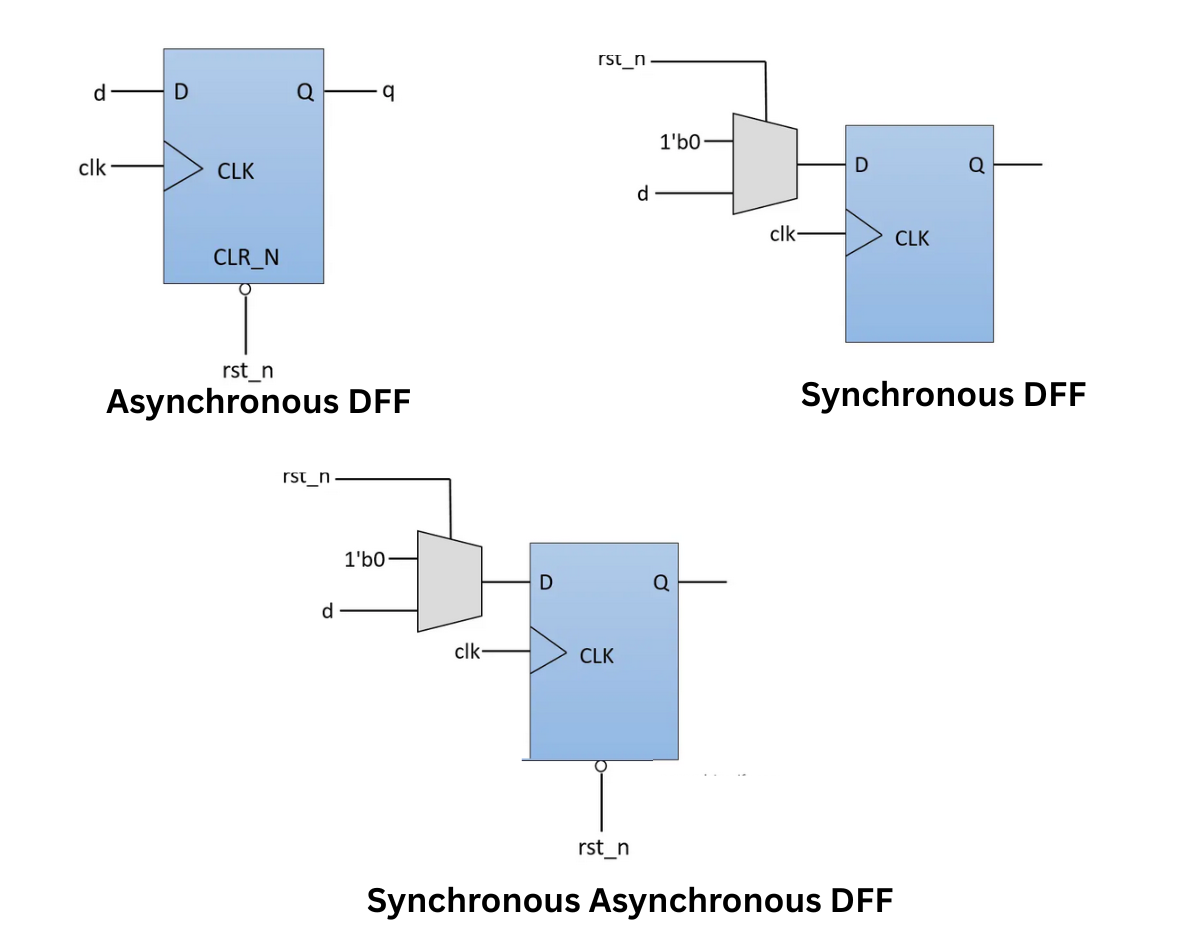 d D Q q
clk CLK
CLR_N
rst_n
Asynchronous DFF
rst_n
1'b0
d D Q
clk CLK
Synchronous DFF
rst_n
1'b0
d D Q
clk CLK
rst_n
Synchronous Asynchronous DFF